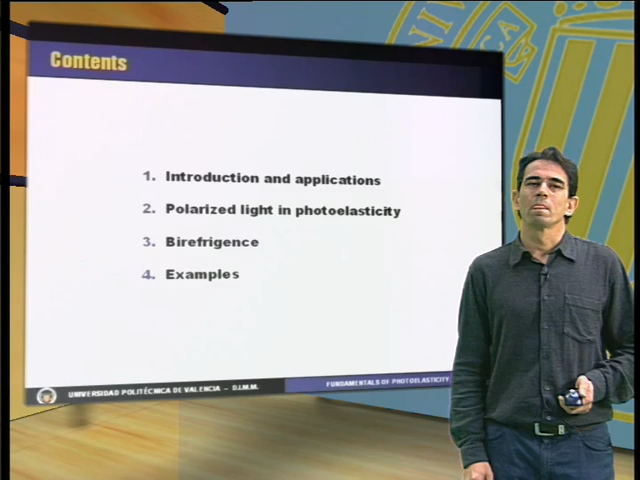 Contents
1. Introduction and applications
2. Polarized light in photoelasticity
3. Birefrigence
4. Examples
UNIVERSIDAD POLITÉCNICA DE VALENCIA – D.I.M.M.
FUNDAMENTALS OF PHOTOELASTICITY